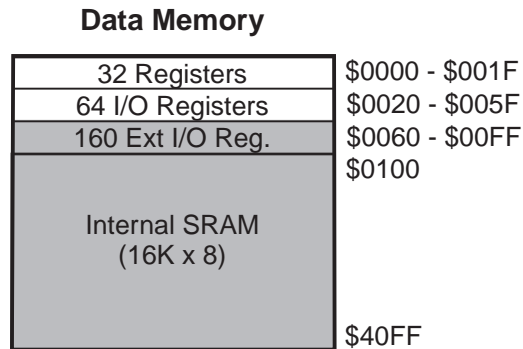 Data Memory
32 Registers $0000 - $001F
64 I/O Registers $0020 - $005F
160 Ext I/O Reg. $0060 - $00FF
$0100
Internal SRAM
(16K x 8)
$40FF